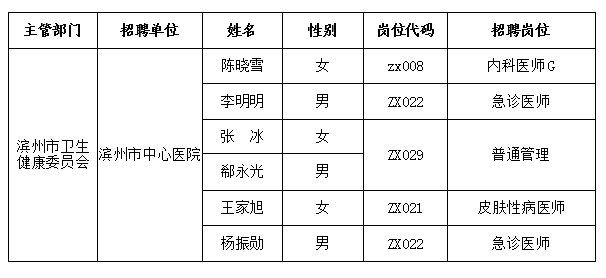 主管部门 招聘单位 姓名 性别 岗位代码 招聘岗位
滨州市卫生健康委员会 滨州市中心医院 陈晓雪 女 zx008 内科医师G
李明明 男 ZX022 急诊医师
张 冰 女 ZX029 普通管理
郗永光 男
王家旭 女 ZX021 皮肤性病医师
杨振勋 男 ZX022 急诊医师